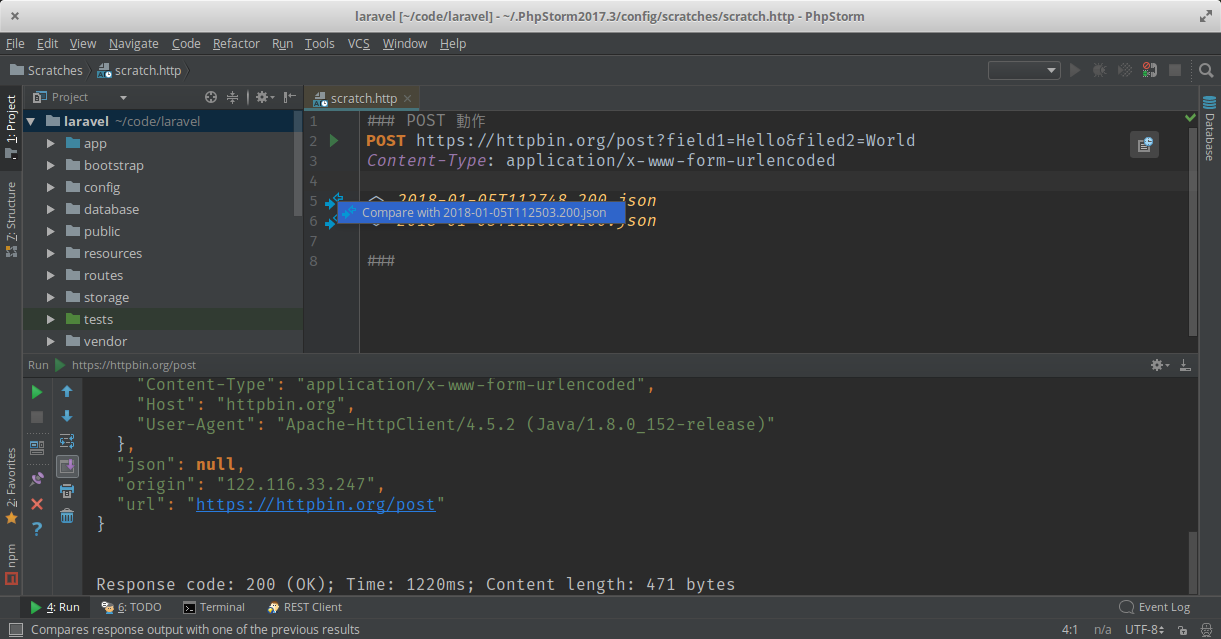 laravel [~/code/laravel] - ~/.PhpStorm2017.3/config/scratches/scratch.http - PhpStorm
File Edit View Navigate Code Refactor Run Tools VCS Window Help
Scratches scratch.http
Project scratch.http
1: Project
7: Structure
2: Favorites
npm
Database
laravel ~/code/laravel
app
bootstrap
config
database
public
resources
routes
storage
tests
vendor
1 ### POST 動作
2 POST https://httpbin.org/post?field1=Hello&filed2=World
3 Content-Type: application/x-www-form-urlencoded
4
5 2018-01-05T112748.200.json
Compare with 2018-01-05T112503.200.json
6 .json
7
8 ###
Run https://httpbin.org/post
"Content-Type": "application/x-www-form-urlencoded",
"Host": "httpbin.org",
"User-Agent": "Apache-HttpClient/4.5.2 (Java/1.8.0_152-release)"
},
"json": null,
"origin": "122.116.33.247",
"url": "https://httpbin.org/post"
}
Response code: 200 (OK); Time: 1220ms; Content length: 471 bytes
4: Run 6: TODO Terminal REST Client Event Log
Compares response output with one of the previous results 4:1 n/a UTF-8